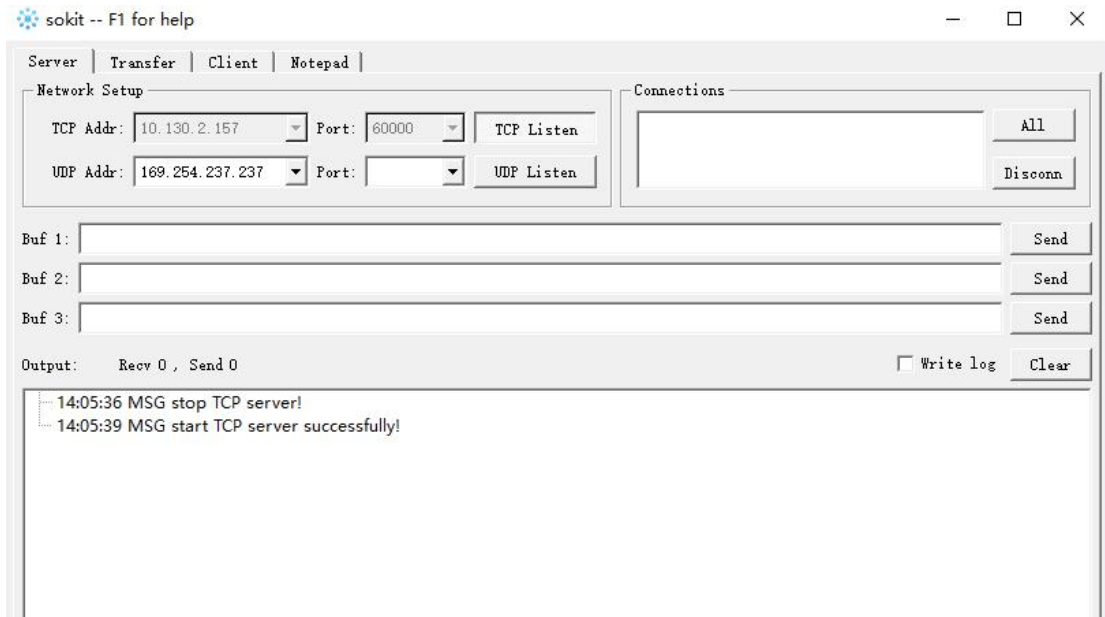 sokit -- F1 for help
Server Transfer Client Notepad
Network Setup
Connections
TCP Addr: 10.130.2.157 Port: 60000 TCP Listen
All
UDP Addr: 169.254.237.237 Port: UDP Listen
Disconn
Buf 1: Send
Buf 2: Send
Buf 3: Send
Output: Recv 0 , Send 0 Write log Clear
14:05:36 MSG stop TCP server!
14:05:39 MSG start TCP server successfully!